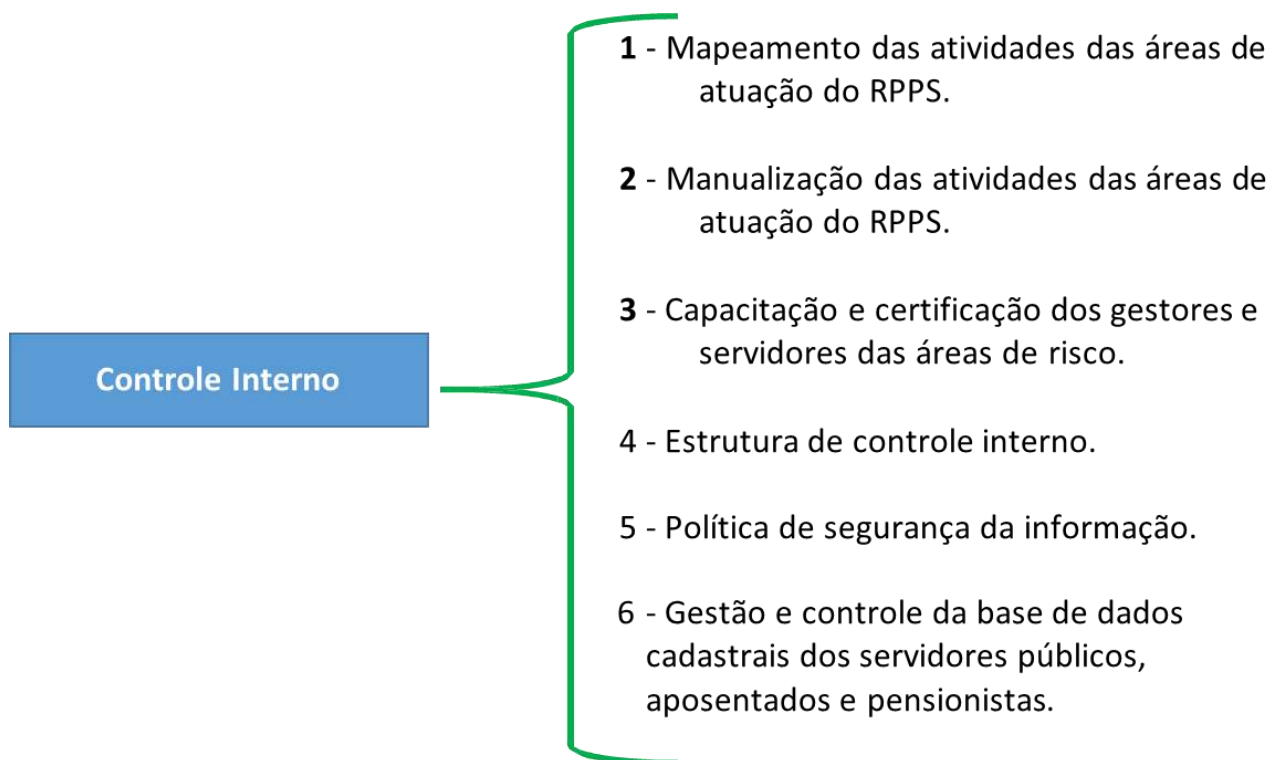 1 - Mapeamento das atividades das áreas de
atuação do RPPS.
2 - Manualização das atividades das áreas de
atuação do RPPS.
3 - Capacitação e certificação dos gestores e
servidores das áreas de risco.
Controle Interno
4 - Estrutura de controle interno.
5 - Política de segurança da informação.
6 - Gestão e controle da base de dados
cadastrais dos servidores públicos,
aposentados e pensionistas.